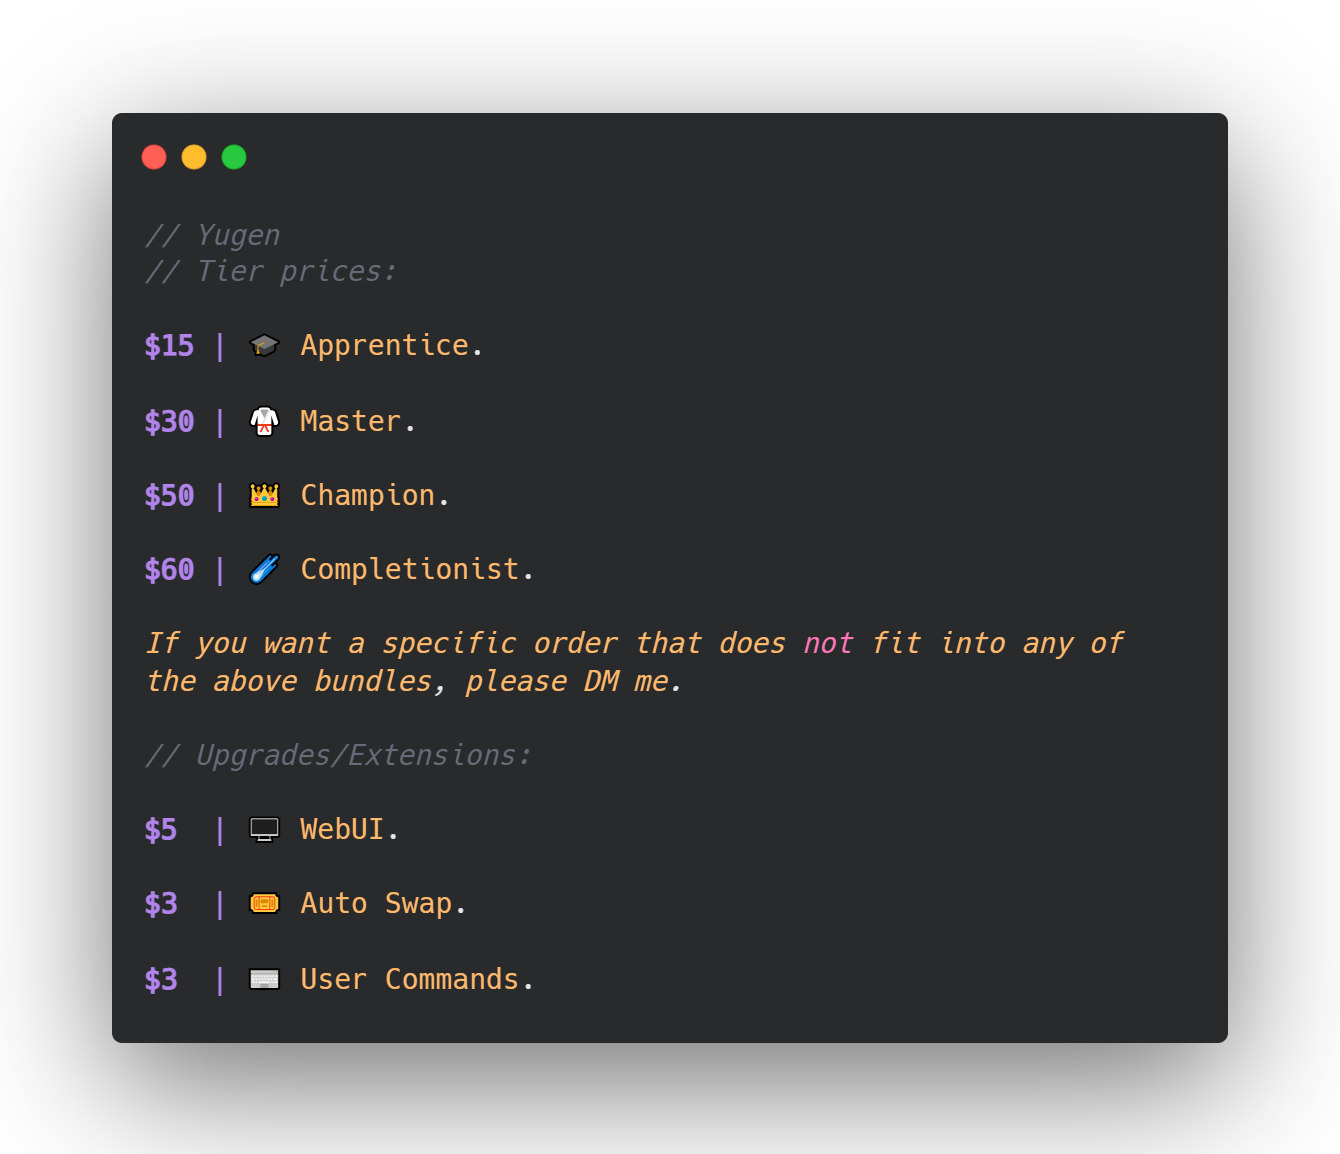 // Yugen
// Tier prices:
$15 | 🎓 Apprentice.
$30 | 🥋 Master.
$50 | 👑 Champion.
$60 | ☄️ Completionist.
If you want a specific order that does not fit into any of
the above bundles, please DM me.
// Upgrades/Extensions:
$5  | 🖥️ WebUI.
$3  | 🎟️ Auto Swap.
$3  | ⌨️ User Commands.